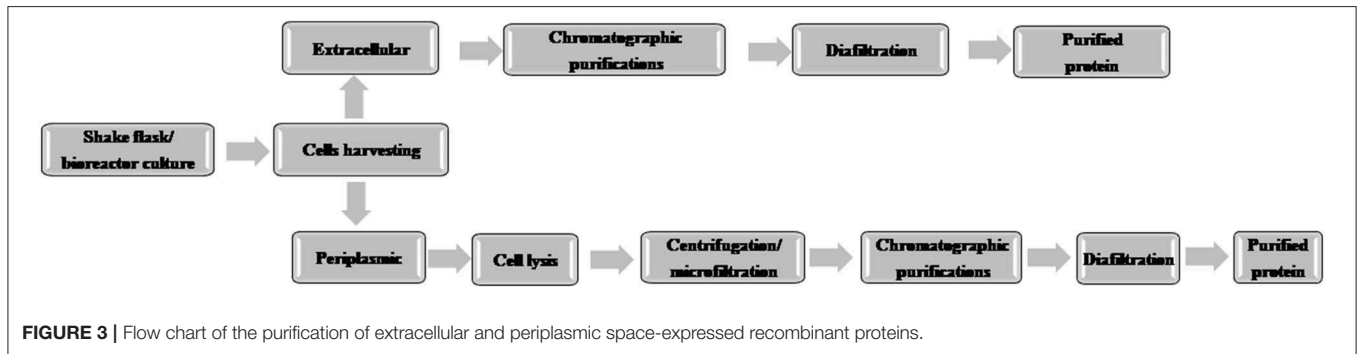 Extracellular
Chromatographic
purifications
Diafiltration
Purified
protein
Shake flask/
bioreactor culture
Cells harvesting
Periplasmic
Cell lysis
Centrifugation/
microfiltration
Chromatographic
purifications
Diafiltration
Purified
protein
FIGURE 3 | Flow chart of the purification of extracellular and periplasmic space-expressed recombinant proteins.